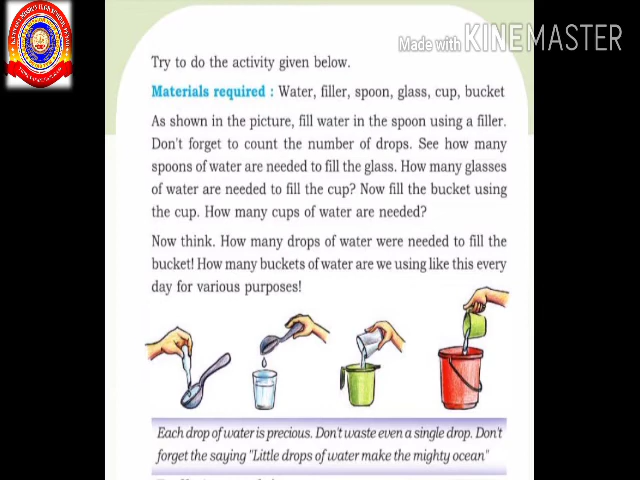 Made with KINEMASTER
Try to do the activity given below.
Materials required : Water, filler, spoon, glass, cup, bucket
As shown in the picture, fill water in the spoon using a filler.
Don't forget to count the number of drops. See how many
spoons of water are needed to fill the glass. How many glasses
of water are needed to fill the cup? Now fill the bucket using
the cup. How many cups of water are needed?
Now think. How many drops of water were needed to fill the
bucket! How many buckets of water are we using like this every
day for various purposes!
Each drop of water is precious. Don't waste even a single drop. Don't
forget the saying "Little drops of water make the mighty ocean"